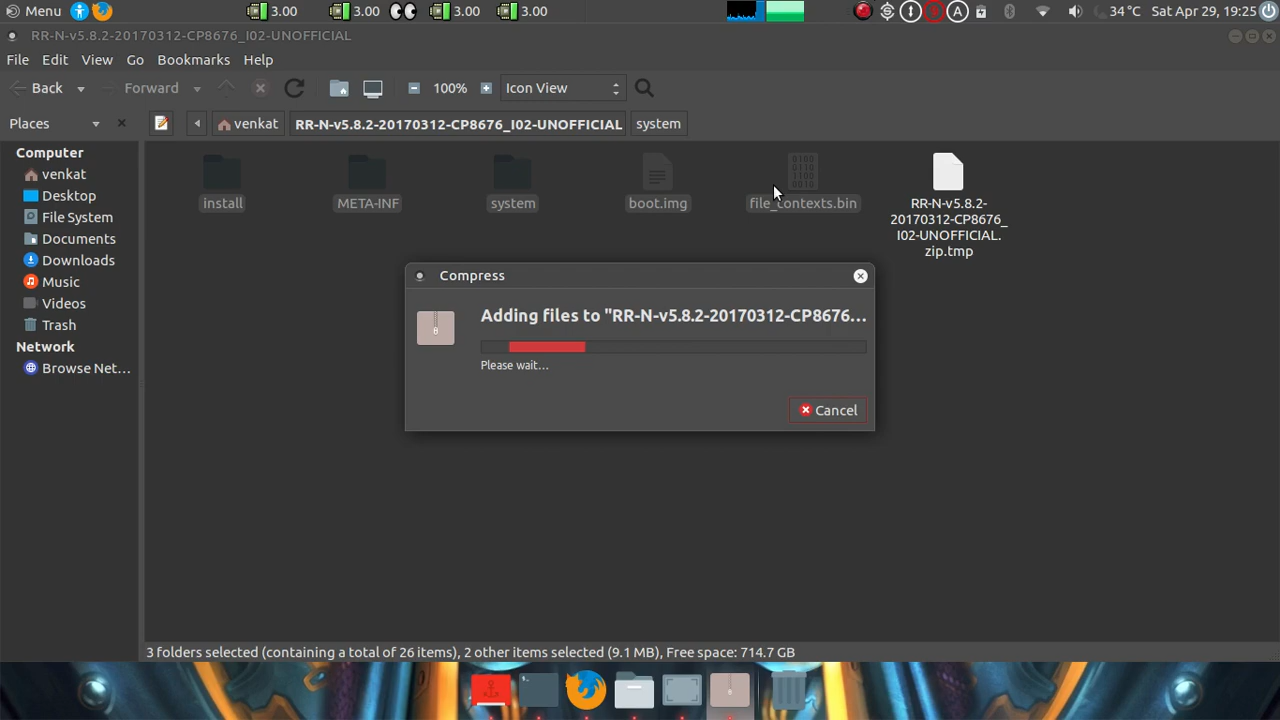 Menu 3.00 3.00 3.00 3.00 A 34 °C Sat Apr 29, 19:25
RR-N-v5.8.2-20170312-CP8676_I02-UNOFFICIAL
File Edit View Go Bookmarks Help
Back Forward 100% Icon View
Places venkat RR-N-v5.8.2-20170312-CP8676_I02-UNOFFICIAL system
Computer
venkat
Desktop
File System
Documents
Downloads
Music
Videos
Trash
Network
Browse Net...
install META-INF system boot.img file_contexts.bin
RR-N-v5.8.2-
20170312-CP8676_
I02-UNOFFICIAL.
zip.tmp
Compress
Adding files to "RR-N-v5.8.2-20170312-CP8676...
Please wait...
Cancel
3 folders selected (containing a total of 26 items), 2 other items selected (9.1 MB), Free space: 714.7 GB